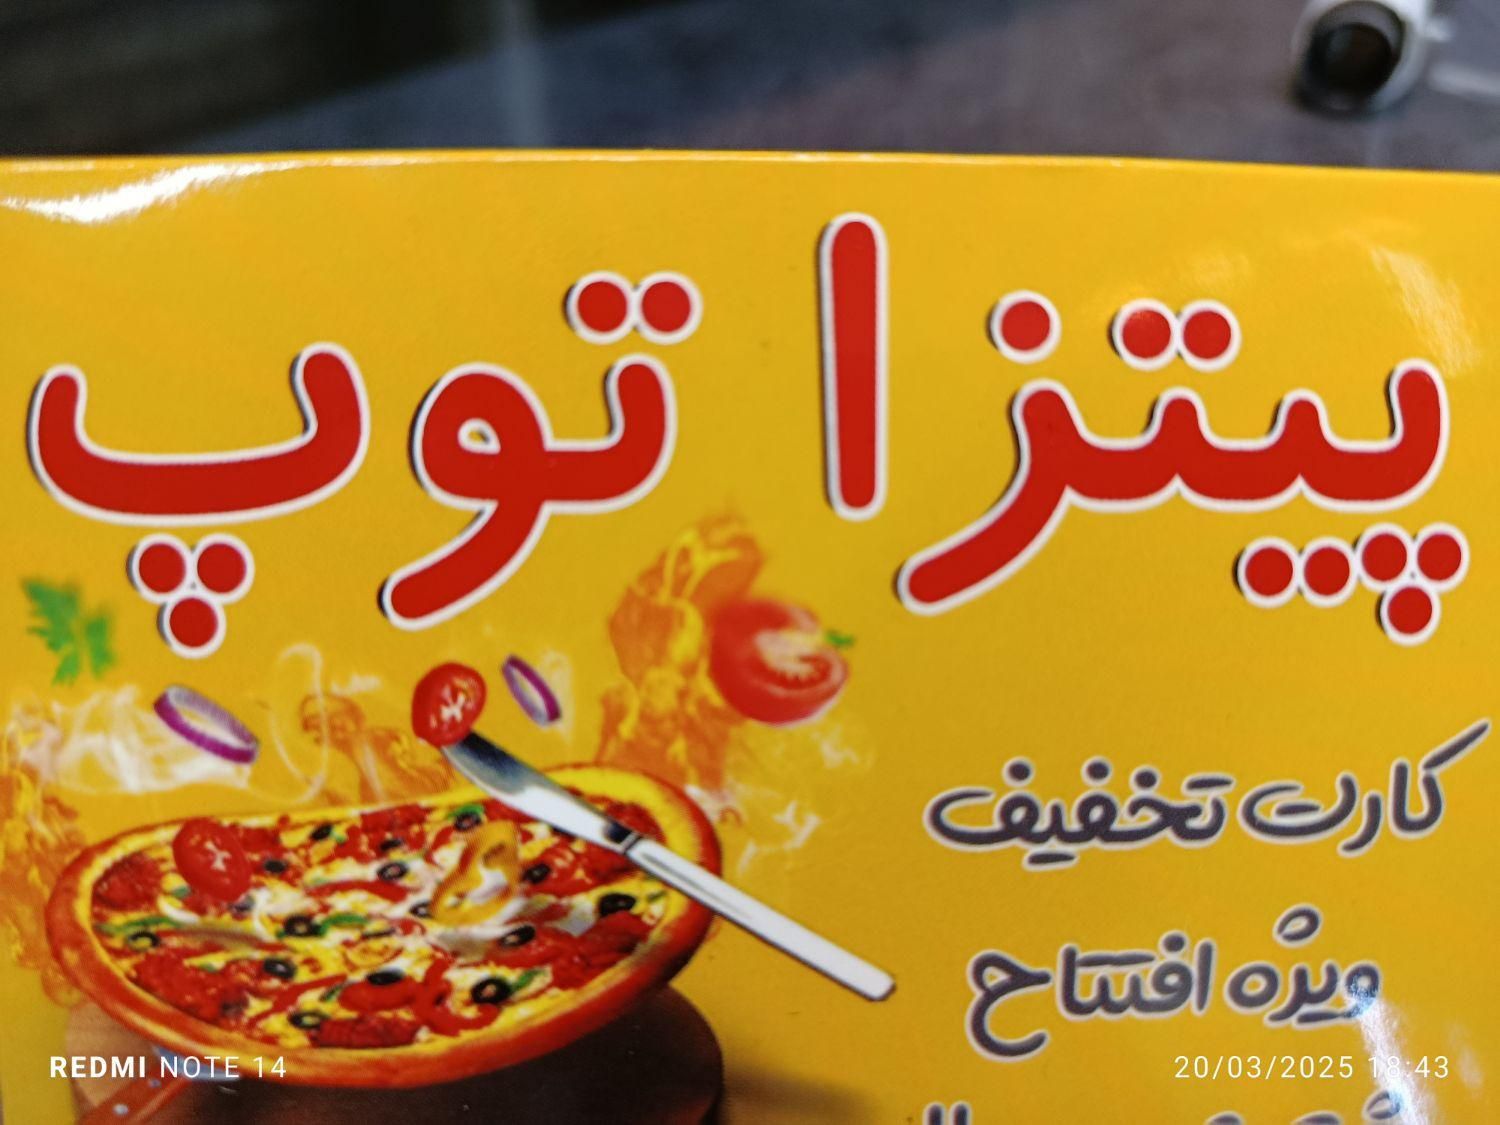 پیتزا توپ
کارت تخفیف
ویژه افتتاح
REDMI NOTE 14
20/03/2025 18:43